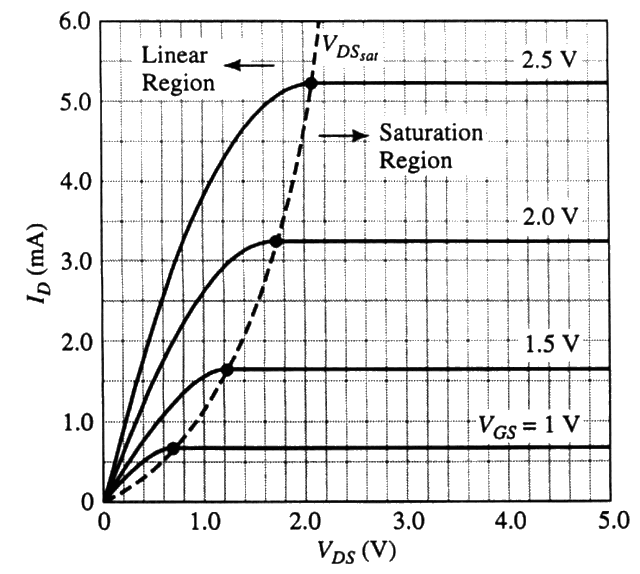 6.0
5.0
4.0
3.0
2.0
1.0
0
I_D (mA)
Linear
Region
V_DS_sat
Saturation
Region
2.5 V
2.0 V
1.5 V
V_GS = 1 V
0
1.0
2.0
3.0
4.0
5.0
V_DS (V)